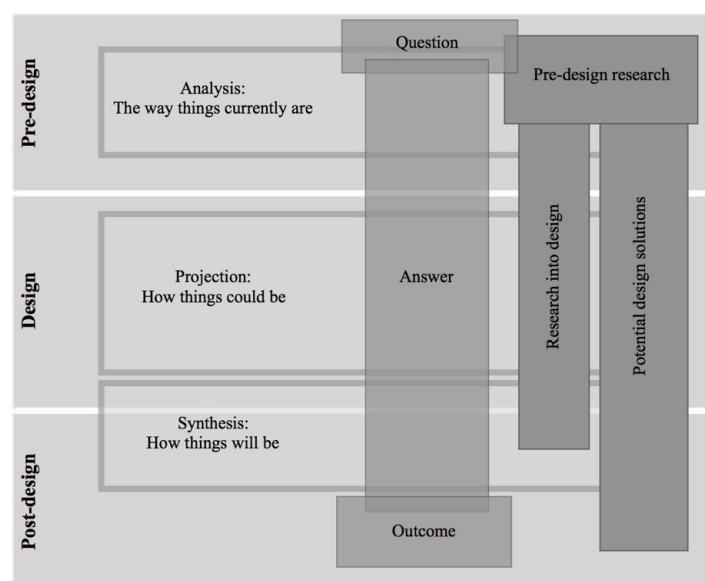 Pre-design
Analysis:
The way things currently are
Question
Pre-design research
Design
Projection:
How things could be
Answer
Research into design
Potential design solutions
Post-design
Synthesis:
How things will be
Outcome